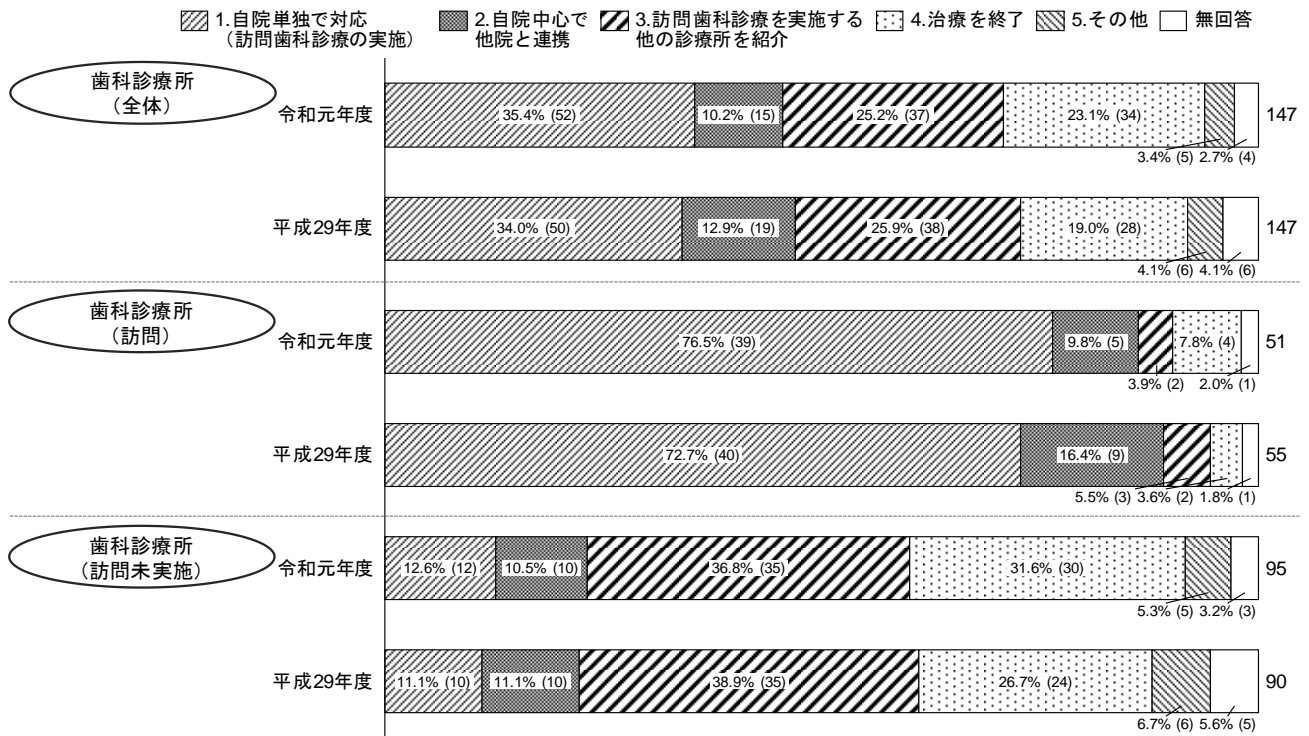 1.自院単独で対応
（訪問歯科診療の実施）
2.自院中心で
他院と連携
3.訪問歯科診療を実施する
他の診療所を紹介
4.治療を終了
5.その他
無回答
歯科診療所
（全体）
令和元年度
35.4% (52)
10.2% (15)
25.2% (37)
23.1% (34)
147
3.4% (5)
2.7% (4)
平成29年度
34.0% (50)
12.9% (19)
25.9% (38)
19.0% (28)
147
4.1% (6)
4.1% (6)
歯科診療所
（訪問）
令和元年度
76.5% (39)
9.8% (5)
7.8% (4)
51
3.9% (2)
2.0% (1)
平成29年度
72.7% (40)
16.4% (9)
55
5.5% (3)
3.6% (2)
1.8% (1)
歯科診療所
（訪問未実施）
令和元年度
12.6% (12)
10.5% (10)
36.8% (35)
31.6% (30)
95
5.3% (5)
3.2% (3)
平成29年度
11.1% (10)
11.1% (10)
38.9% (35)
26.7% (24)
90
6.7% (6)
5.6% (5)